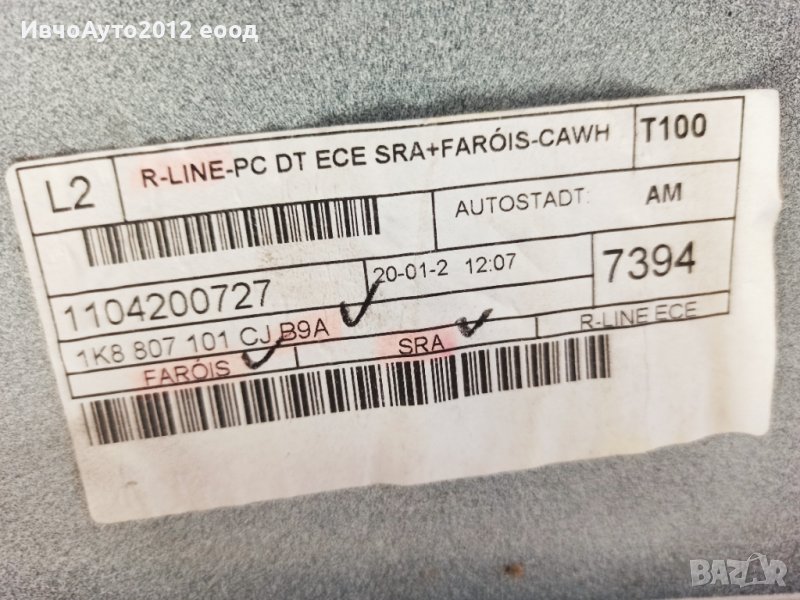 ИвчоАуто2012 еоод
L2
R-LINE-PC DT ECE SRA+FARÓIS-CAWH
T100
AUTOSTADT: AM
1104200727
20-01-2 12:07
7394
1K8 807 101 CJ B9A
FARÓIS
SRA
R-LINE ECE
BAZAR